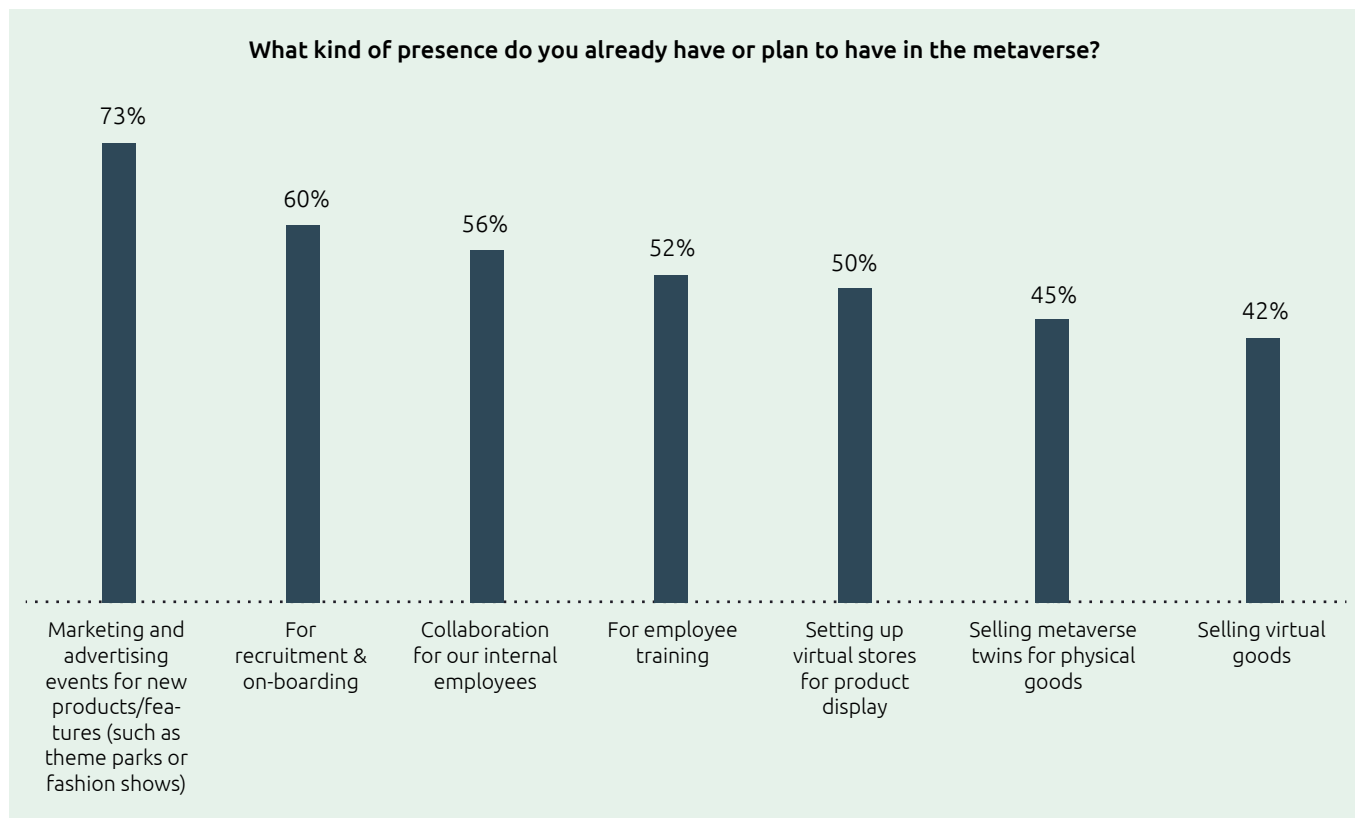 What kind of presence do you already have or plan to have in the metaverse?
73%
60%
56%
52%
50%
45%
42%
Marketing and
advertising
events for new
products/fea-
tures (such as
theme parks or
fashion shows)
For
recruitment &
on-boarding
Collaboration
for our internal
employees
For employee
training
Setting up
virtual stores
for product
display
Selling metaverse
twins for physical
goods
Selling virtual
goods